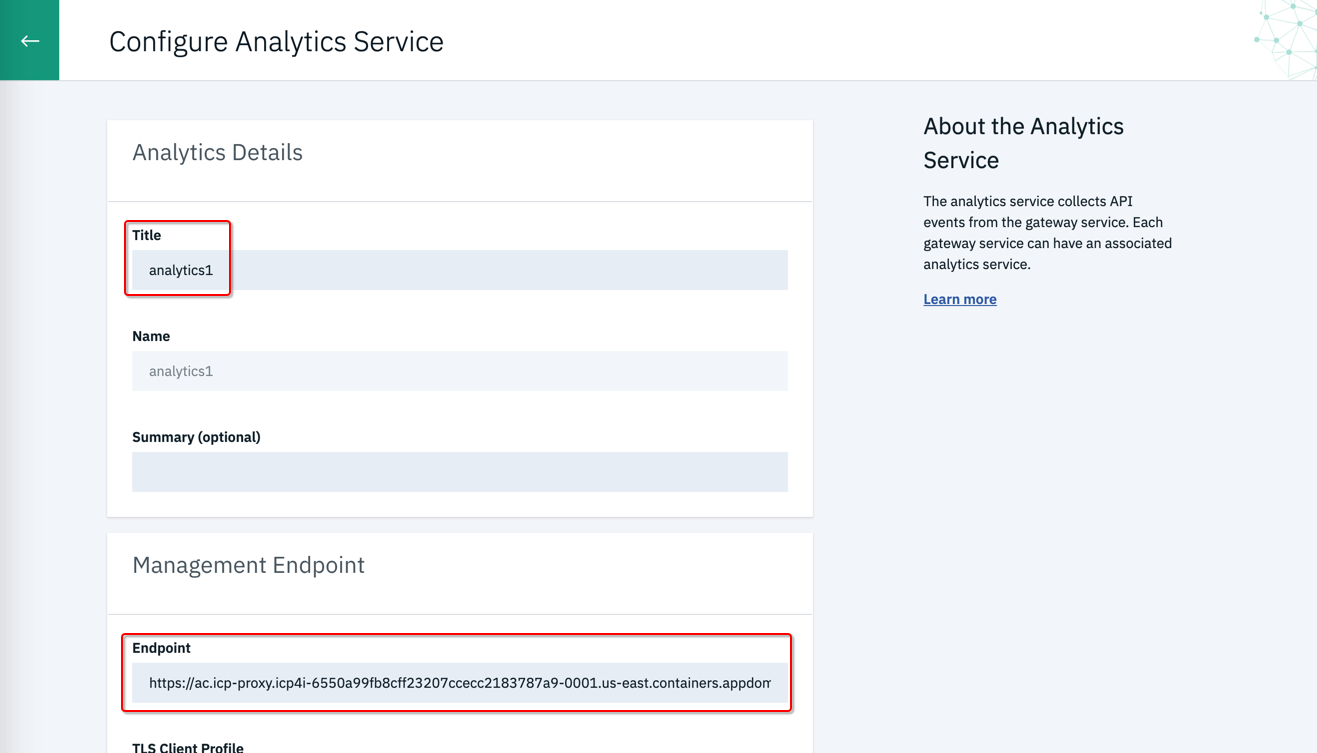 Configure Analytics Service
Analytics Details
Title
analytics1
Name
analytics1
Summary (optional)
Management Endpoint
Endpoint
https://ac.icp-proxy.icp4i-6550a99fb8cff23207ccecc2183787a9-0001.us-east.containers.appdom
TLS Client Profile
About the Analytics
Service
The analytics service collects API
events from the gateway service. Each
gateway service can have an associated
analytics service.
Learn more